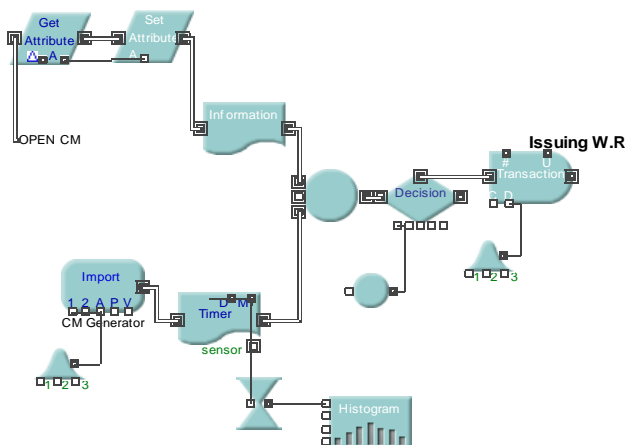 Get
Attribute
Δ A
Set
Attribute
A
OPEN CM
Information
Issuing W.R
# U
Transaction
C D
Decision
1 2 3
Import
1 2 A P V
CM Generator
D M
Timer
sensor
1 2 3
Histogram